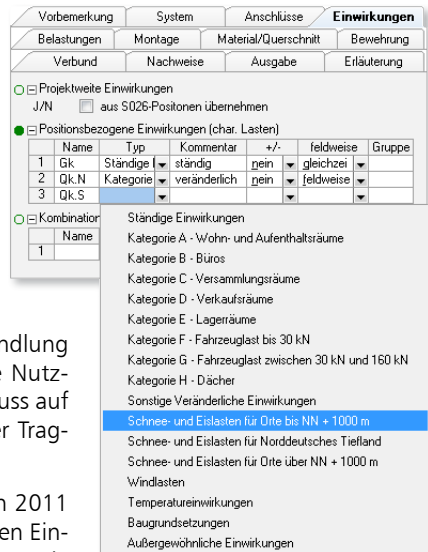 Vorbemerkung System Anschlüsse Einwirkungen
Belastungen Montage Material/Querschnitt Bewehrung
Verbund Nachweise Ausgabe Erläuterung
Projektweite Einwirkungen
J/N aus S026-Positonen übernehmen
Positionsbezogene Einwirkungen (char. Lasten)
Name Typ Kommentar +/- feldweise Gruppe
1 Gk Ständige ständig nein gleichzei
2 Qk.N Kategorie veränderlich nein feldweise
3 Qk.S
Kombination
Name
1
Ständige Einwirkungen
Kategorie A - Wohn- und Aufenthaltsräume
Kategorie B - Büros
Kategorie C - Versammlungsräume
Kategorie D - Verkaufsräume
Kategorie E - Lagerräume
Kategorie F - Fahrzeuglast bis 30 kN
Kategorie G - Fahrzeuglast zwischen 30 kN und 160 kN
Kategorie H - Dächer
Sonstige Veränderliche Einwirkungen
Schnee- und Eislasten für Orte bis NN + 1000 m
Schnee- und Eislasten für Norddeutsches Tiefland
Schnee- und Eislasten für Orte über NN + 1000 m
Windlasten
Temperatureinwirkungen
Baugrundsetzungen
Außergewöhnliche Einwirkungen
ndlung
e Nutz-
uss auf
er Trag-
n 2011
en Ein-